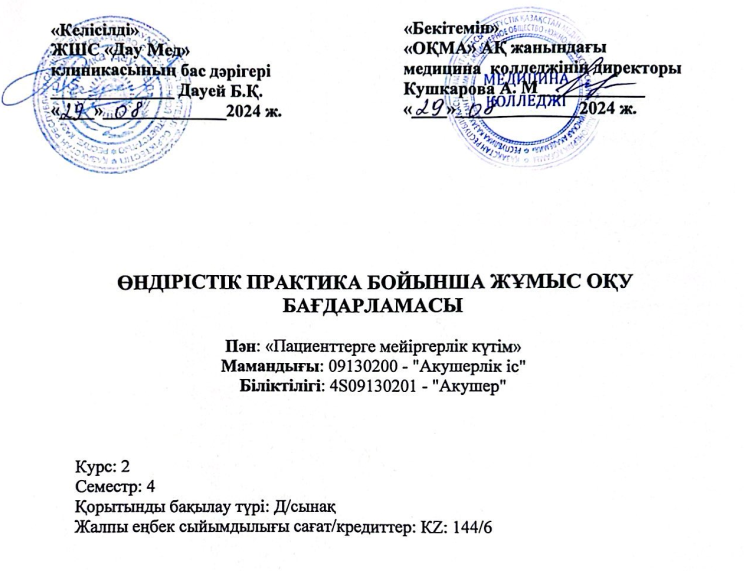 «Келісілді»
ЖШС «Дау Мед»
клиникасының бас дәрігері
Дауей Б.Қ.
«29» 08 2024 ж.
«Бекітемін»
«ОҚМА» АҚ жанындағы
медицина колледжінің директоры
Кушкарова А. М
«29» 08 2024 ж.
МЕДИЦИНА
КОЛЛЕДЖІ
ӨНДІРІСТІК ПРАКТИКА БОЙЫНША ЖҰМЫС ОҚУ
БАҒДАРЛАМАСЫ
Пән: «Пациенттерге мейіргерлік күтім»
Мамандығы: 09130200 - "Акушерлік іс"
Біліктілігі: 4S09130201 - "Акушер"
Курс: 2
Семестр: 4
Қорытынды бақылау түрі: Д/сынақ
Жалпы еңбек сыйымдылығы сағат/кредиттер: KZ: 144/6